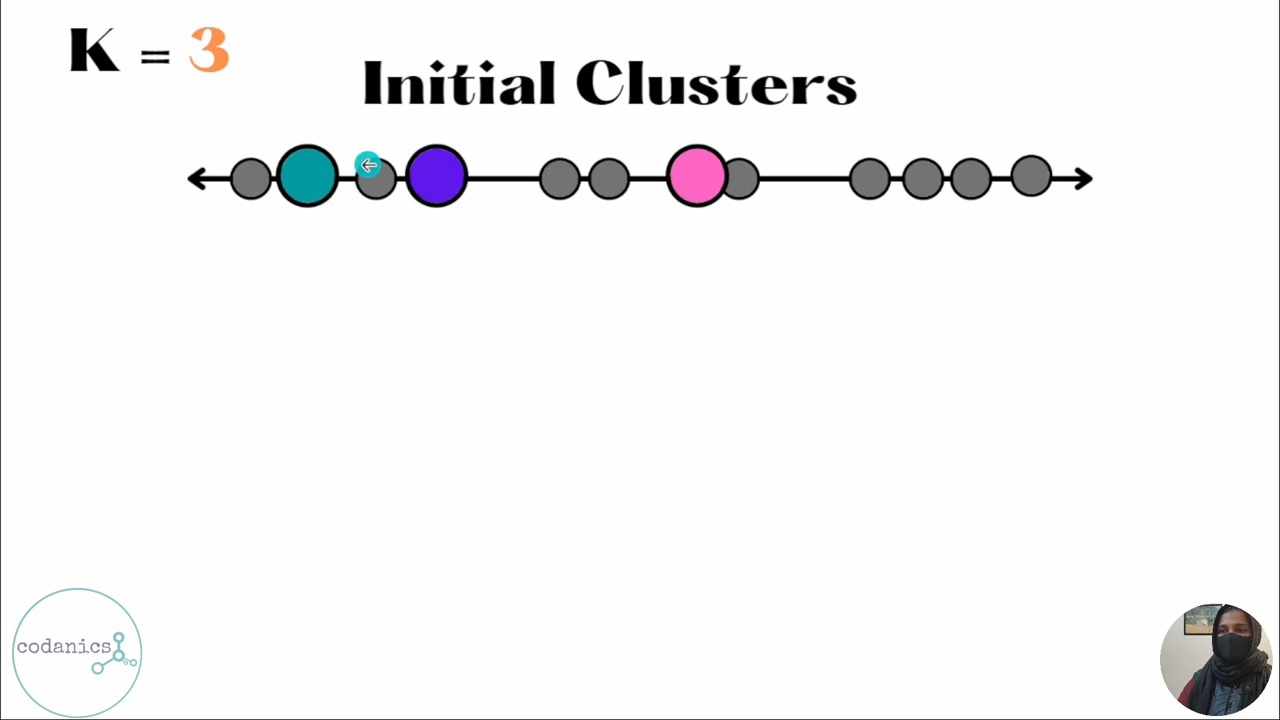 K = 3
Initial Clusters
codanics